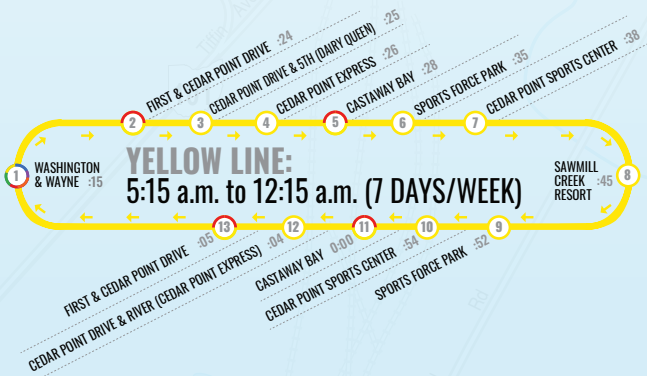 Tiffin Ave
FIRST & CEDAR POINT DRIVE :24
CEDAR POINT DRIVE & 5TH (DAIRY QUEEN) :25
CEDAR POINT EXPRESS :26
CASTAWAY BAY :28
SPORTS FORCE PARK :35
CEDAR POINT SPORTS CENTER :38
2
3
4
5
6
7
1
WASHINGTON
& WAYNE :15
YELLOW LINE:
5:15 a.m. to 12:15 a.m. (7 DAYS/WEEK)
SAWMILL
CREEK
RESORT :45
8
13
12
11
10
9
FIRST & CEDAR POINT DRIVE :05
CEDAR POINT DRIVE & RIVER (CEDAR POINT EXPRESS) :04
CASTAWAY BAY 0:00
CEDAR POINT SPORTS CENTER :54
SPORTS FORCE PARK :52
Rd